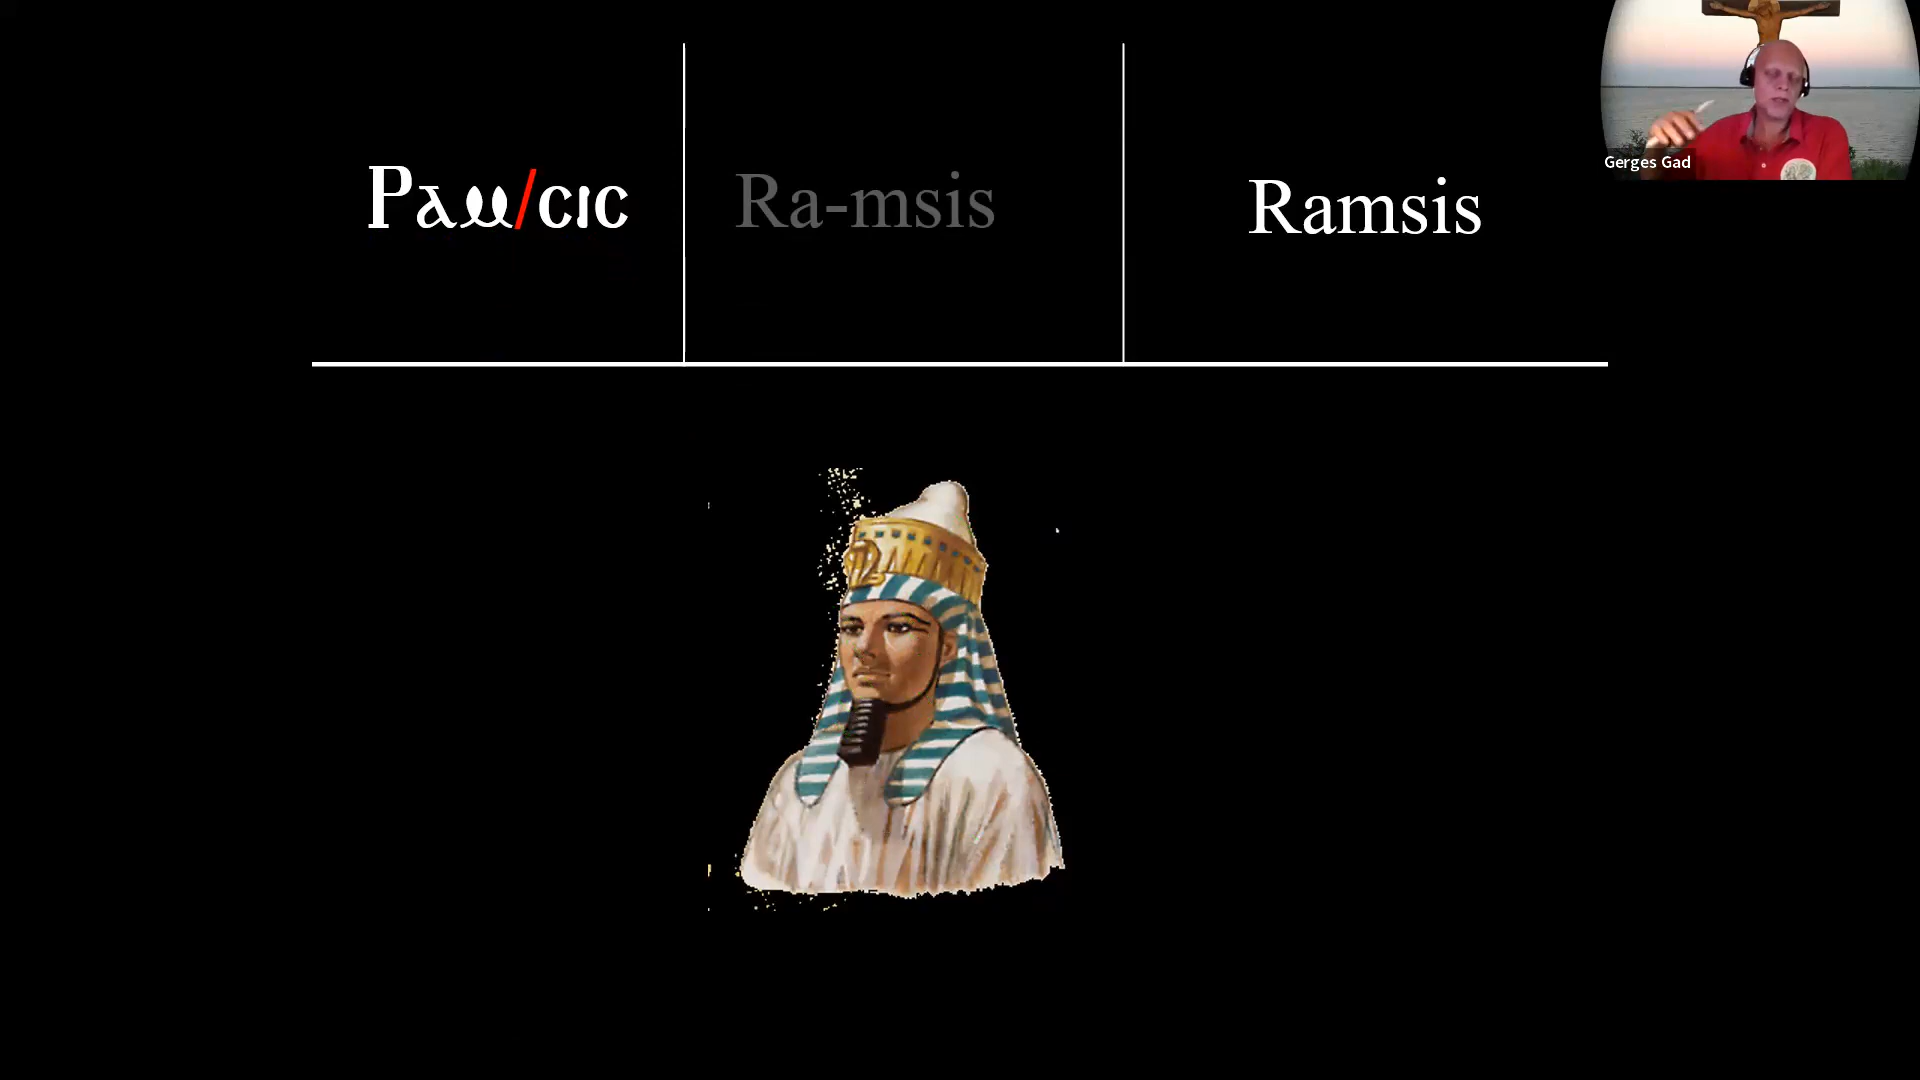 Ⲣⲁⲙ/ⲥⲓⲥ
Ra-msis
Ramsis
Gerges Gad